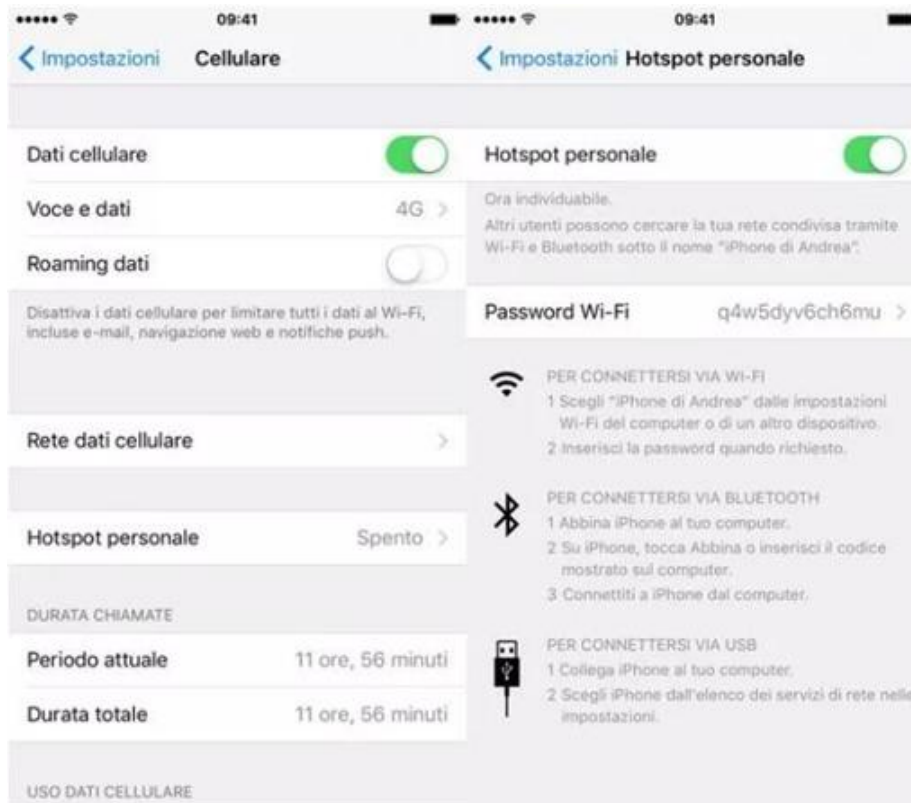 09:41
Impostazioni Cellulare
Dati cellulare
Voce e dati 4G
Roaming dati
Disattiva i dati cellulare per limitare tutti i dati al Wi-Fi,
incluse e-mail, navigazione web e notifiche push.
Rete dati cellulare
Hotspot personale Spento
DURATA CHIAMATE
Periodo attuale 11 ore, 56 minuti
Durata totale 11 ore, 56 minuti
USO DATI CELLULARE
09:41
Impostazioni Hotspot personale
Hotspot personale
Ora individuabile.
Altri utenti possono cercare la tua rete condivisa tramite
Wi-Fi e Bluetooth sotto il nome "iPhone di Andrea".
Password Wi-Fi q4w5dyv6ch6mu
PER CONNETTERSI VIA WI-FI
1 Scegli "iPhone di Andrea" dalle impostazioni
Wi-Fi del computer o di un altro dispositivo.
2 Inserisci la password quando richiesto.
PER CONNETTERSI VIA BLUETOOTH
1 Abbina iPhone al tuo computer.
2 Su iPhone, tocca Abbina o inserisci il codice
mostrato sul computer.
3 Connettiti a iPhone dal computer.
PER CONNETTERSI VIA USB
1 Collega iPhone al tuo computer.
2 Scegli iPhone dall'elenco dei servizi di rete nelle
impostazioni.